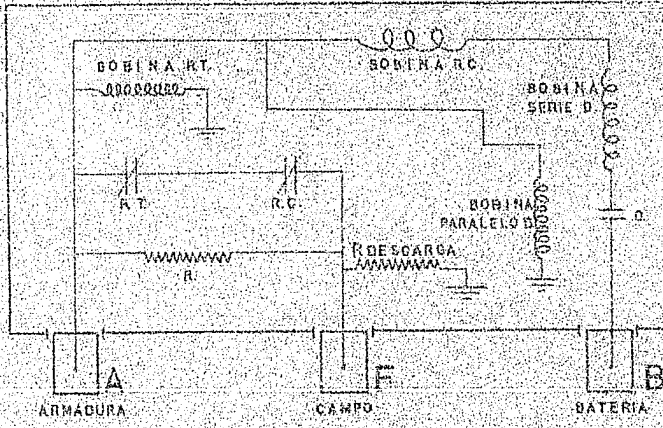 BOBINA R.T.
BOBINA R.C.
BOBINA
SERIE D.
R.T.
R.C.
BOBINA
PARALELO D.
D.
R.
R DESCARGA
A
F
B
ARMADURA
CAMPO
BATERIA